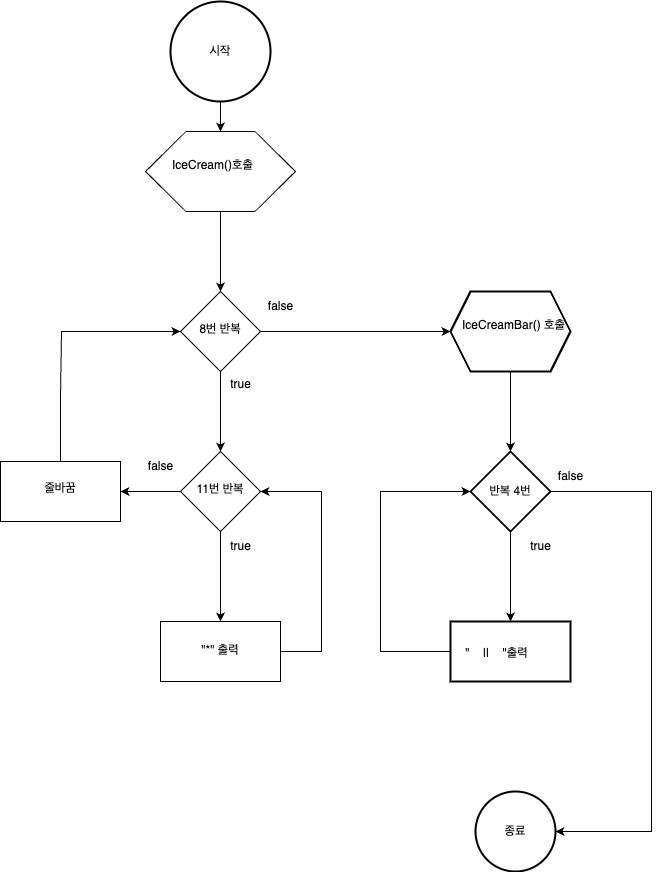 시작
IceCream()호출
8번 반복
false
true
IceCreamBar() 호출
줄바꿈
false
11번 반복
true
"*" 출력
반복 4번
false
true
" || "출력
종료